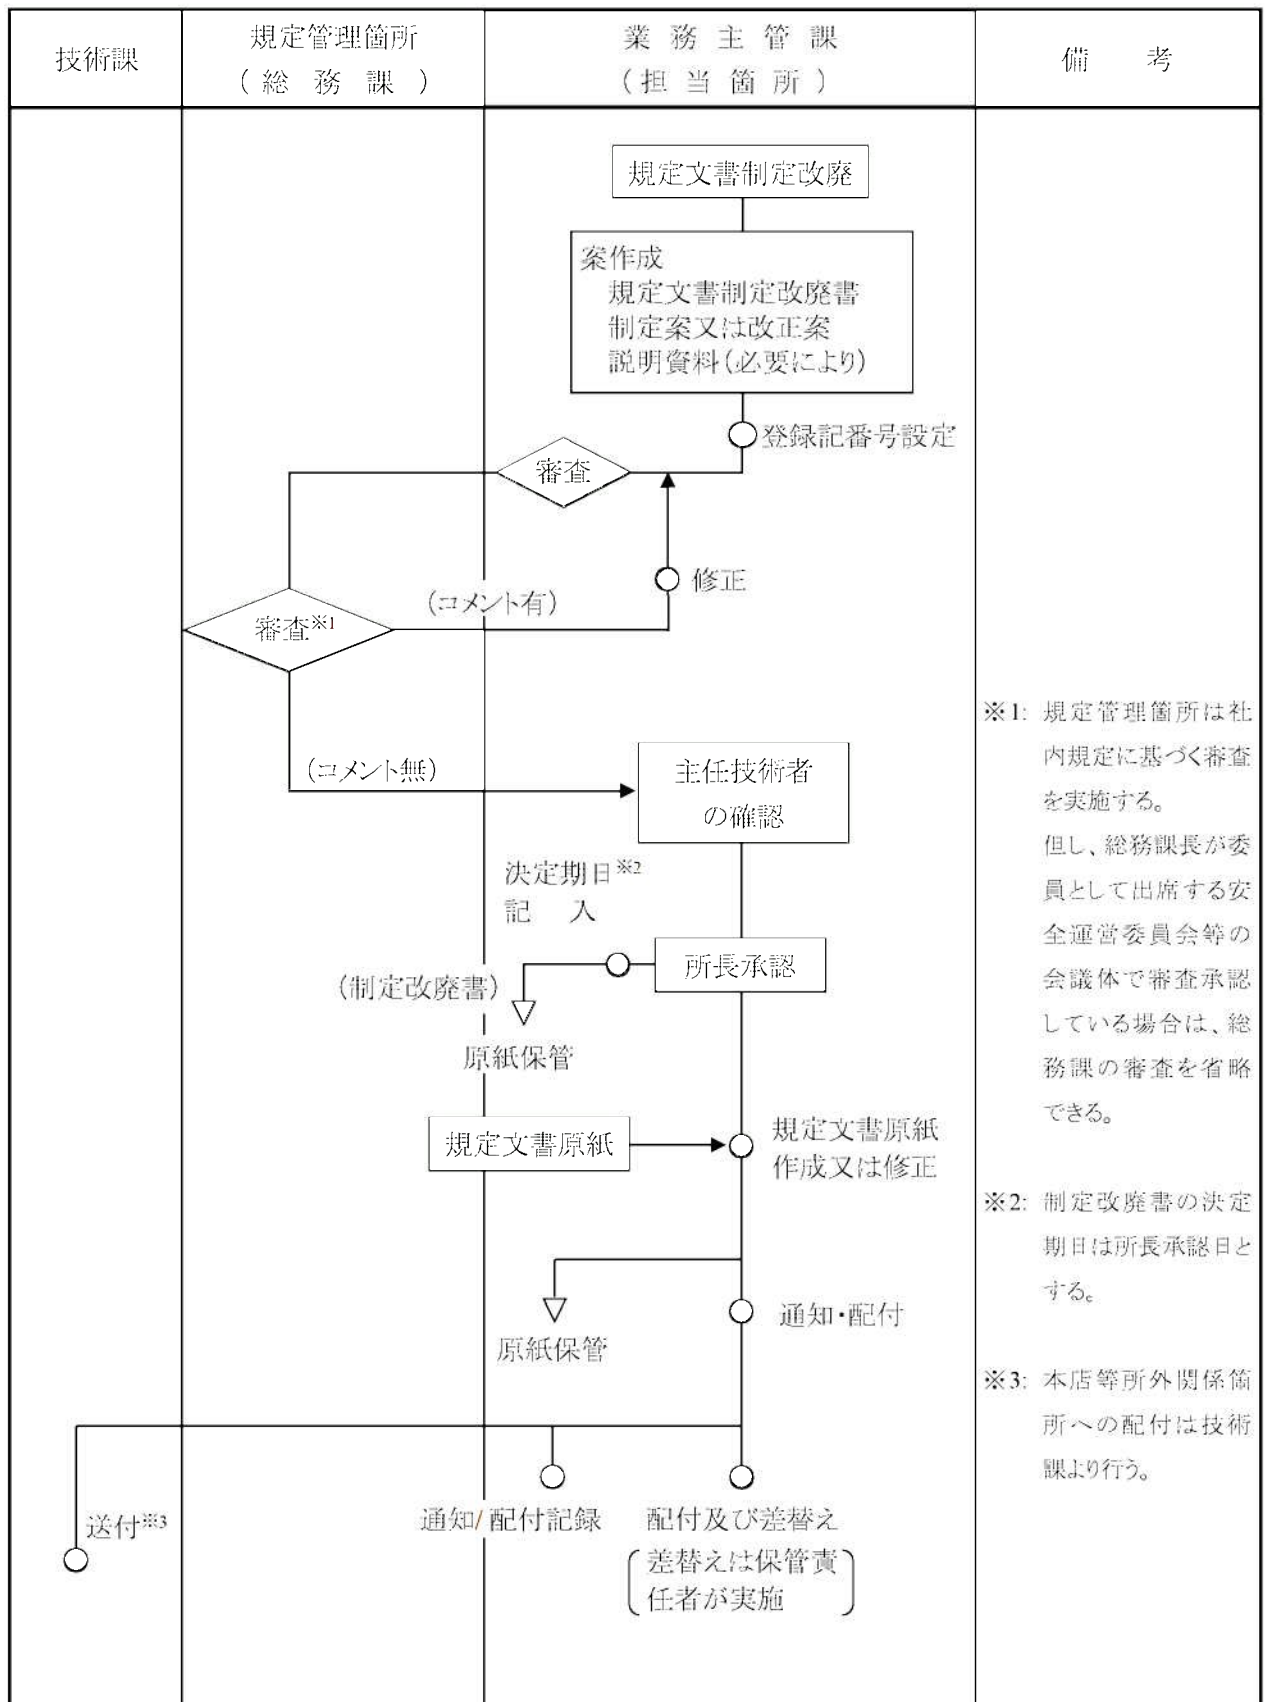 技術課
規定管理箇所
(総務課)
業務主管課
(担当箇所)
備考
規定文書制定改廃
案作成
規定文書制定改廃書
制定案又は改正案
説明資料(必要により)
登録記番号設定
審査
修正
(コメント有)
審査※1
(コメント無)
主任技術者
の確認
決定期日※2
記入
所長承認
(制定改廃書)
原紙保管
規定文書原紙
規定文書原紙
作成又は修正
原紙保管
通知・配付
送付※3
通知/配付記録
配付及び差替え
差替えは保管責
任者が実施
※1: 規定管理箇所は社
内規定に基づく審査
を実施する。
但し、総務課長が委
員として出席する安
全運営委員会等の
会議体で審査承認
している場合は、総
務課の審査を省略
できる。
※2: 制定改廃書の決定
期日は所長承認日と
する。
※3: 本店等所外関係箇
所への配付は技術
課より行う。